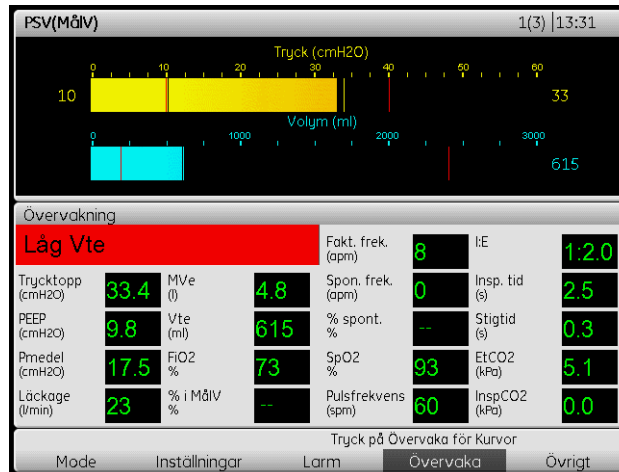 PSV(MålV) 1(3) 13:31
Tryck (cmH2O)
0 10 20 30 40 50 60
10 33
Volym (ml)
0 1000 2000 3000
615
Övervakning
Låg Vte
Fakt. frek. (apm) 8
I:E 1:2.0
Trycktopp (cmH2O) 33.4
MVe (l) 4.8
Spon. frek. (apm) 0
Insp. tid (s) 2.5
PEEP (cmH2O) 9.8
Vte (ml) 615
% spont. % --
Stigtid (s) 0.3
Pmedel (cmH2O) 17.5
FiO2 % 73
SpO2 % 93
EtCO2 (kPa) 5.1
Läckage (l/min) 23
% i MålV % --
Pulsfrekvens (spm) 60
InspCO2 (kPa) 0.0
Tryck på Övervaka för Kurvor
Mode Inställningar Larm Övervaka Övrigt